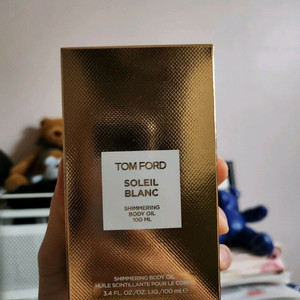 TOM FORD
SOLEIL
BLANC
SHIMMERING
BODY OIL
100 ML
SHIMMERING BODY OIL
HUILE SCINTILLANTE POUR LE CORPS
3.4 FL. OZ./OZ. LIQ./100 ml ℮